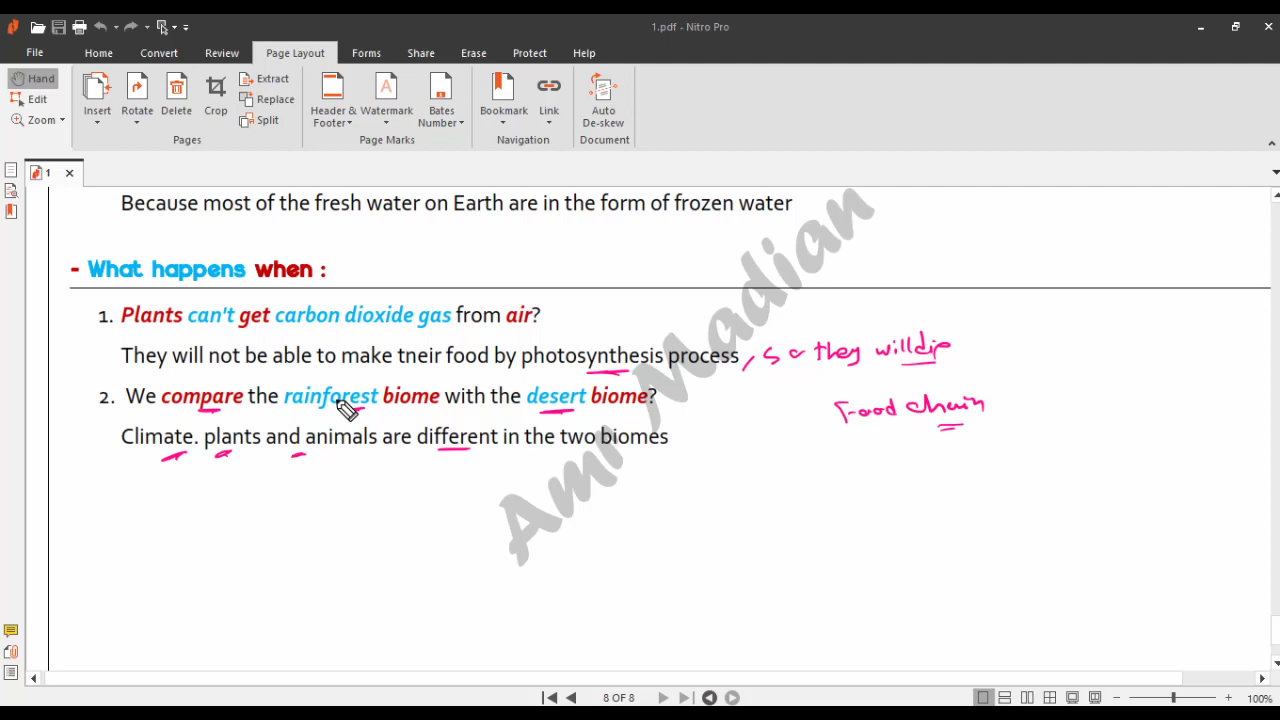 1.pdf - Nitro Pro
File Home Convert Review Page Layout Forms Share Erase Protect Help
Hand
Edit
Zoom
Insert Rotate Delete Crop
Extract
Replace
Split
Pages
Header & Footer Watermark Bates Number
Page Marks
Bookmark Link
Navigation
Auto De-skew
Document
1
Because most of the fresh water on Earth are in the form of frozen water
- What happens when :
1. Plants can't get carbon dioxide gas from air?
They will not be able to make tneir food by photosynthesis process , so they will die
2. We compare the rainforest biome with the desert biome?
Food chain
Climate. plants and animals are different in the two biomes
Amr Madian
8 OF 8
100%